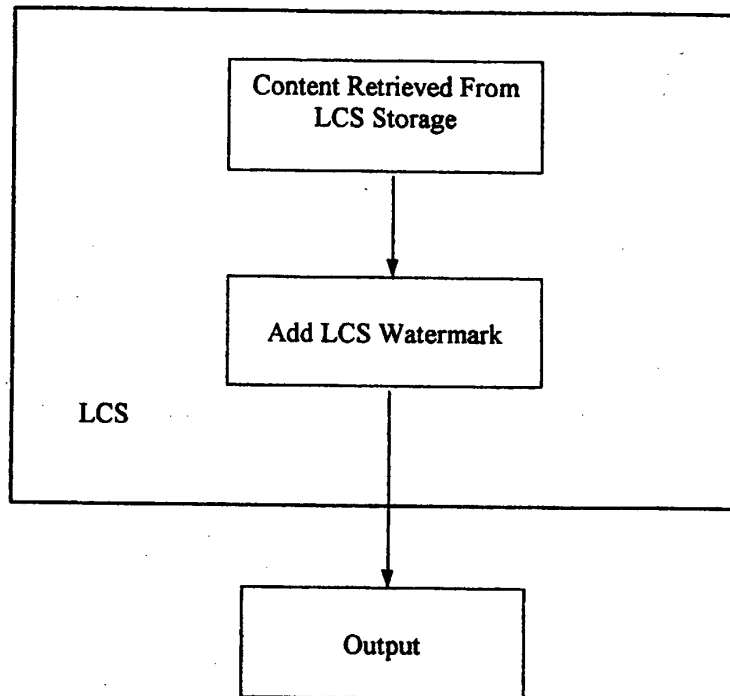 Content Retrieved From
LCS Storage
Add LCS Watermark
LCS
Output